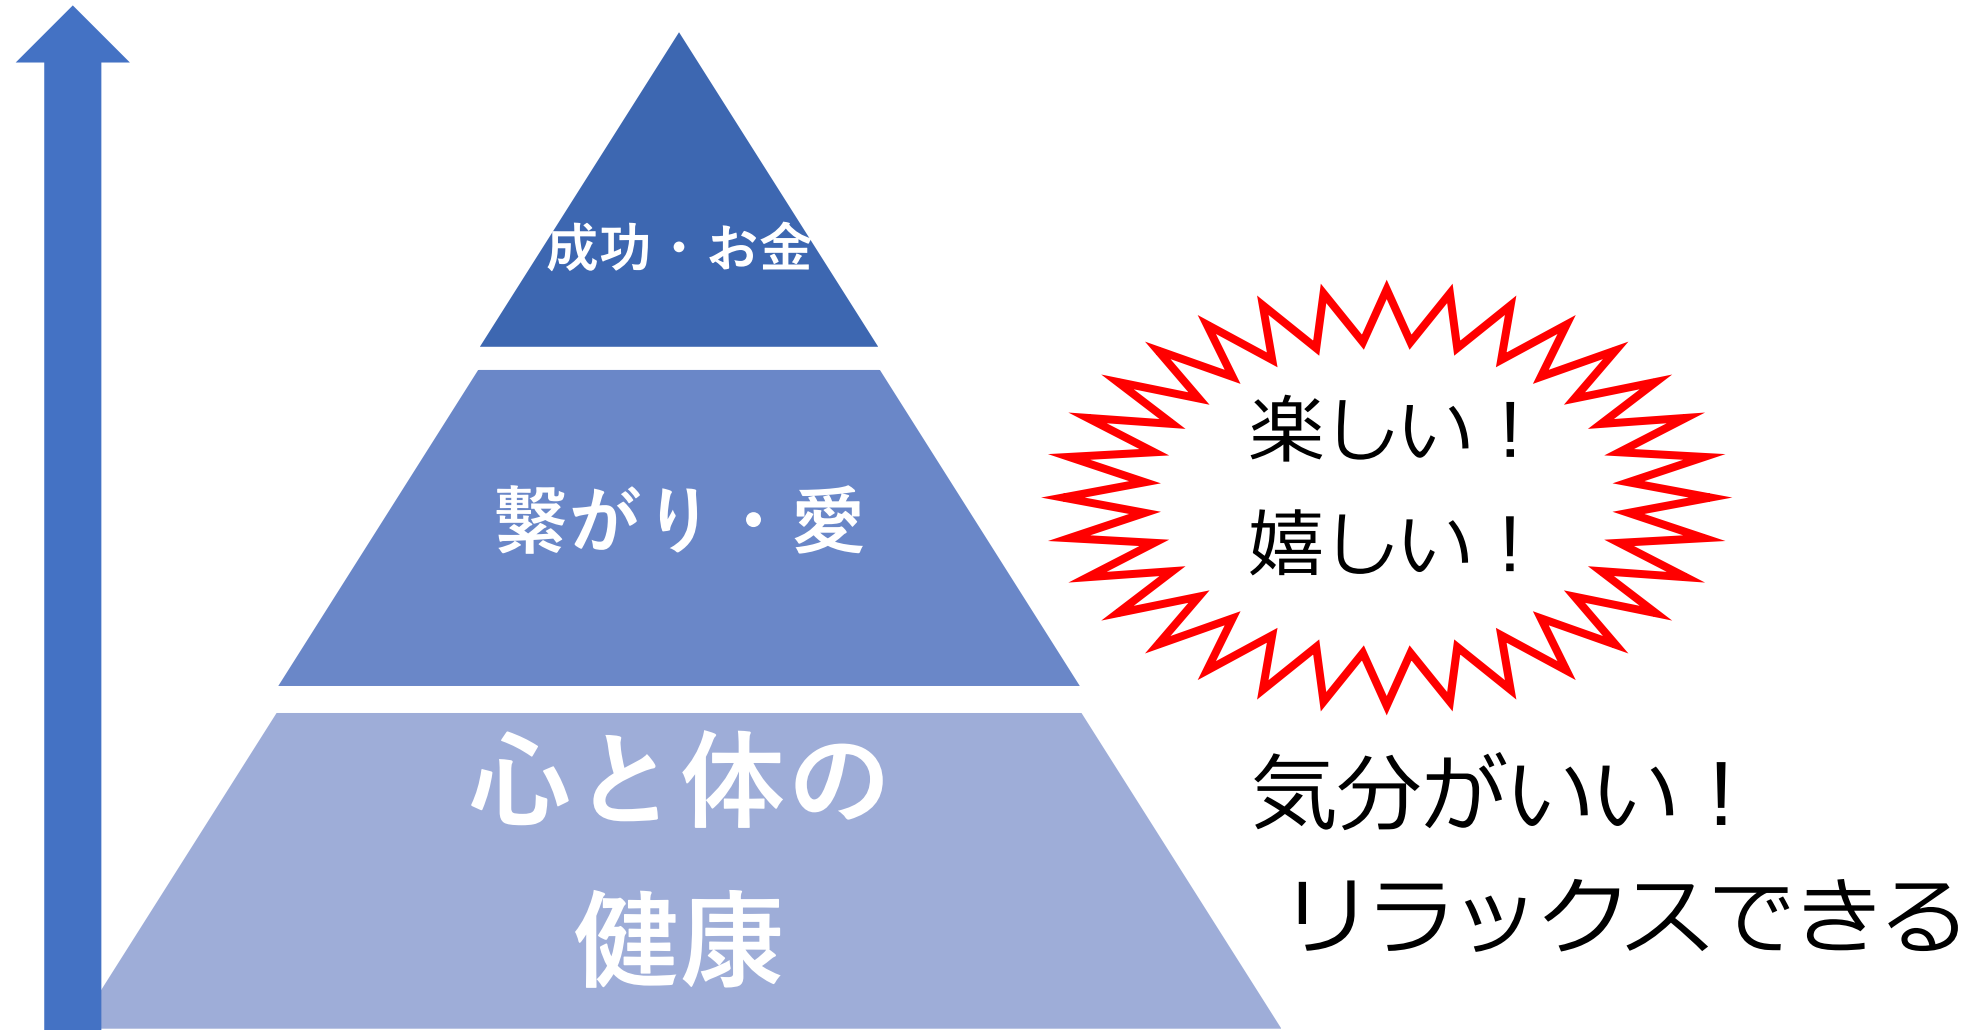 成功・お金
楽しい！
繋がり・愛
嬉しい！
心と体の
健康
気分がいい！
リラックスできる